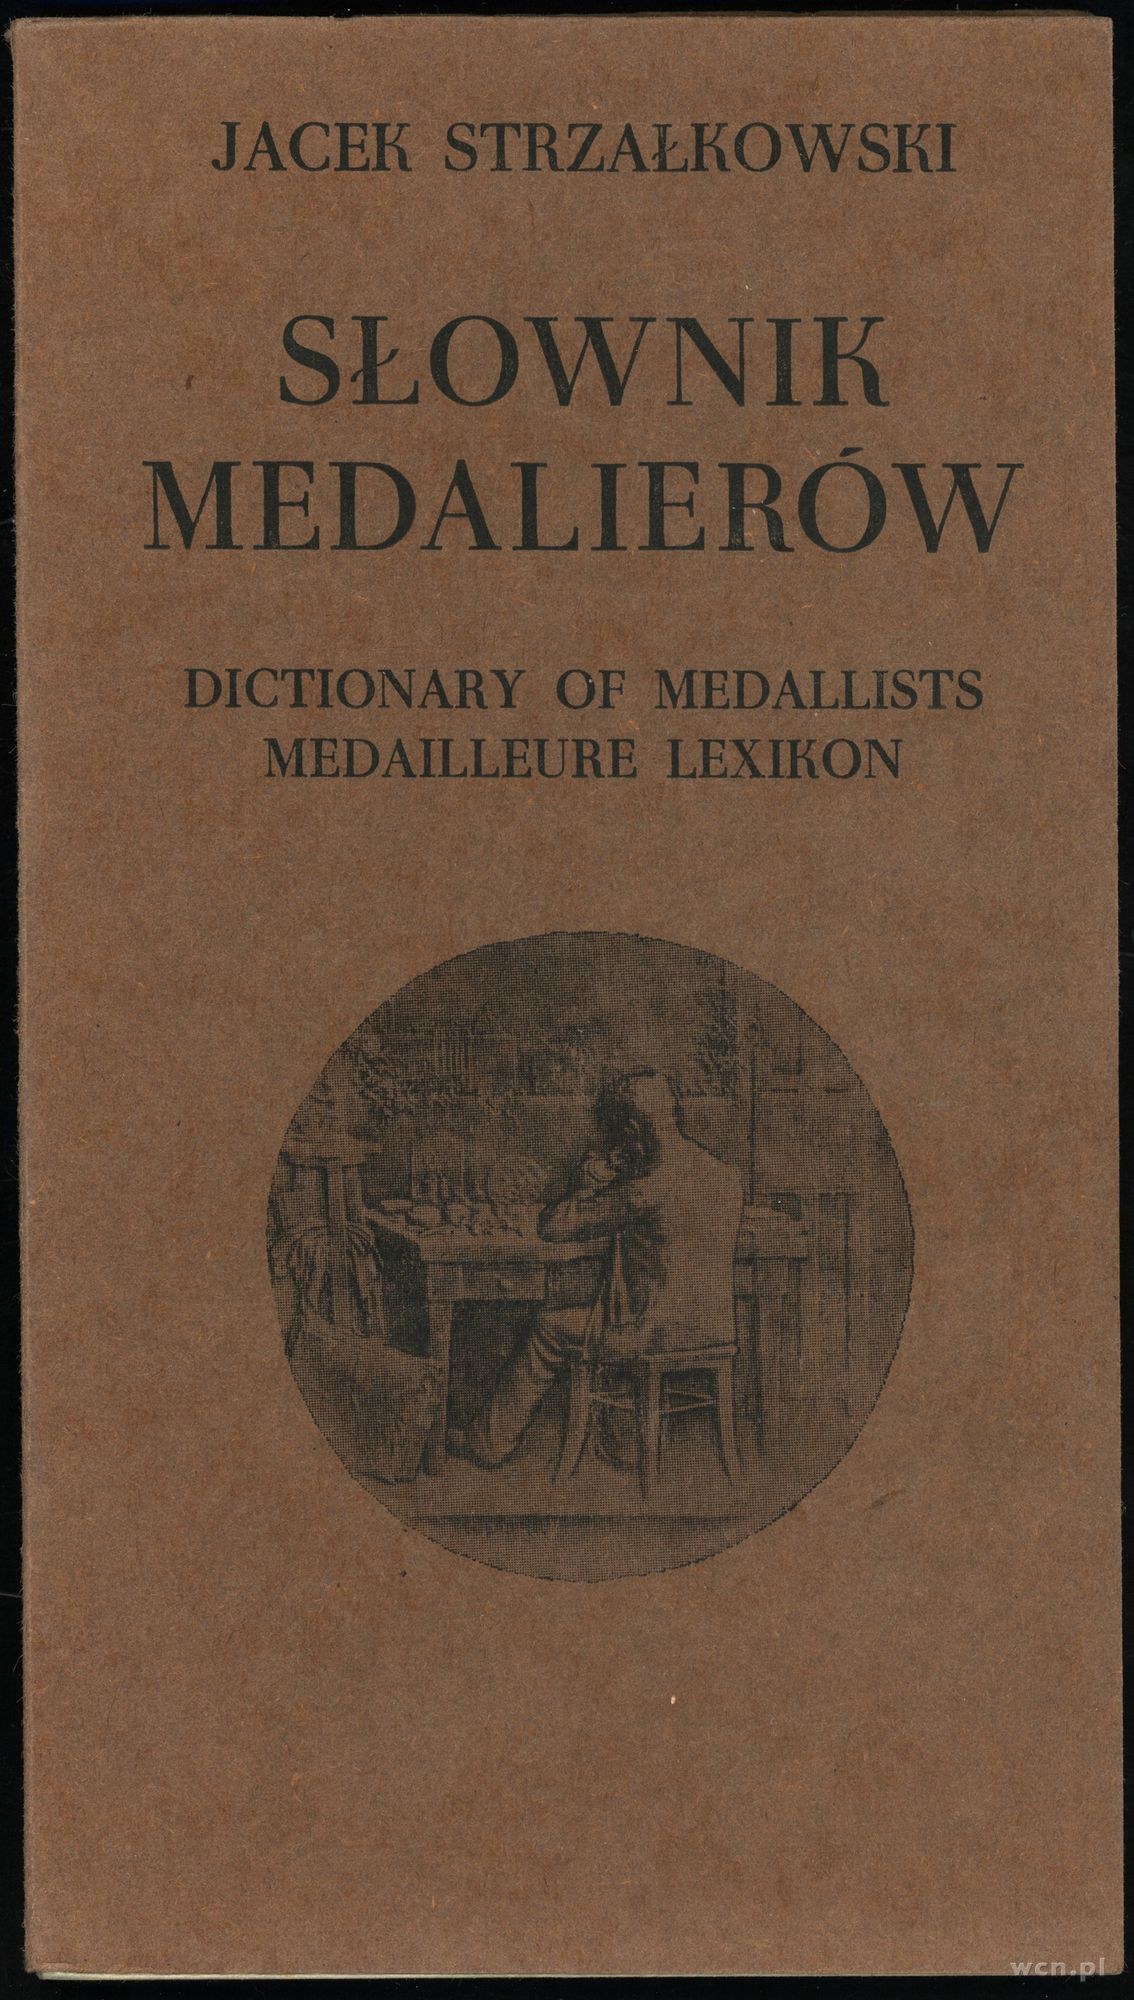 JACEK STRZAŁKOWSKI
SŁOWNIK
MEDALIERÓW
DICTIONARY OF MEDALLISTS
MEDAILLEURE LEXIKON
wcn.pl